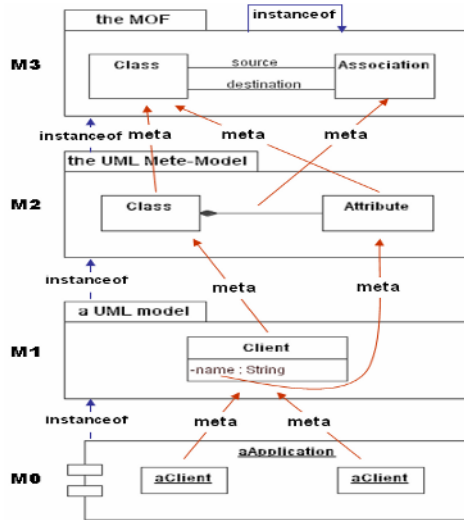 the MOF
instanceof
M3
Class
source
Association
destination
instanceof
meta
meta
meta
the UML Mete-Model
M2
Class
Attribute
instanceof
meta
meta
a UML model
M1
Client
-name : String
instanceof
meta
meta
aApplication
M0
aClient
aClient